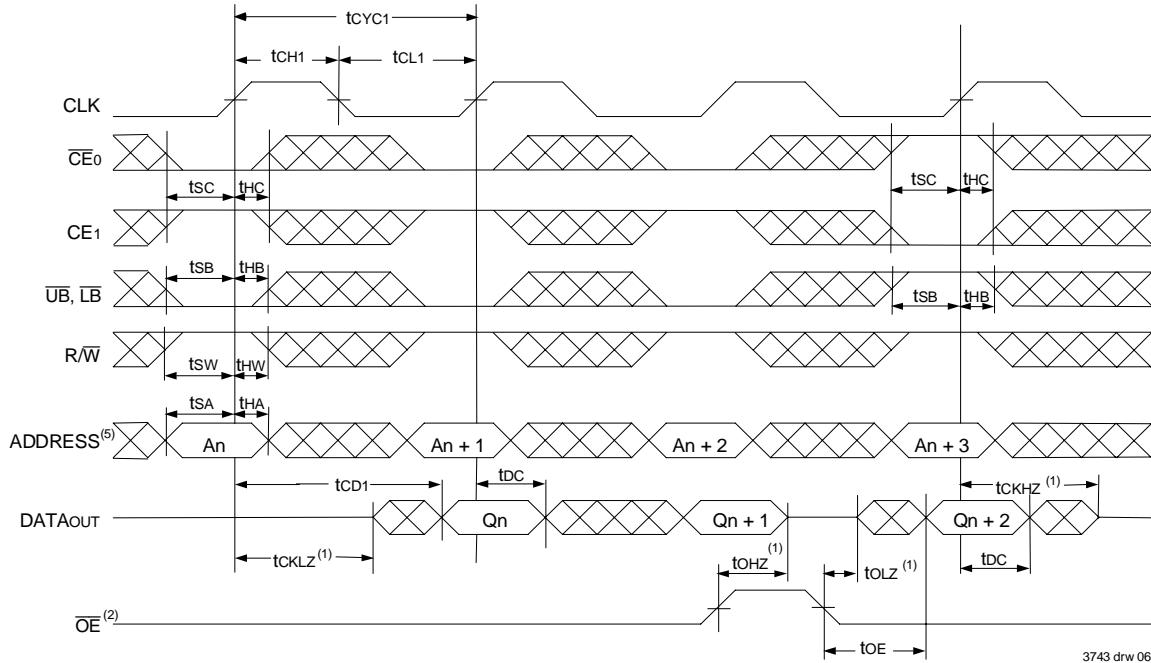 tCYC1
tCH1 tCL1
CLK
CE0
tSC tHC tSC tHC
CE1
tSB tHB
UB, LB
tSB tHB
R/W
tSW tHW
tSA tHA
ADDRESS(5) An An + 1 An + 2 An + 3
tCD1 tDC tCKHZ (1)
DATAOUT Qn Qn + 1 Qn + 2
tCKLZ (1) tOHZ (1) tOLZ (1) tDC
OE (2)
tOE
3743 drw 06